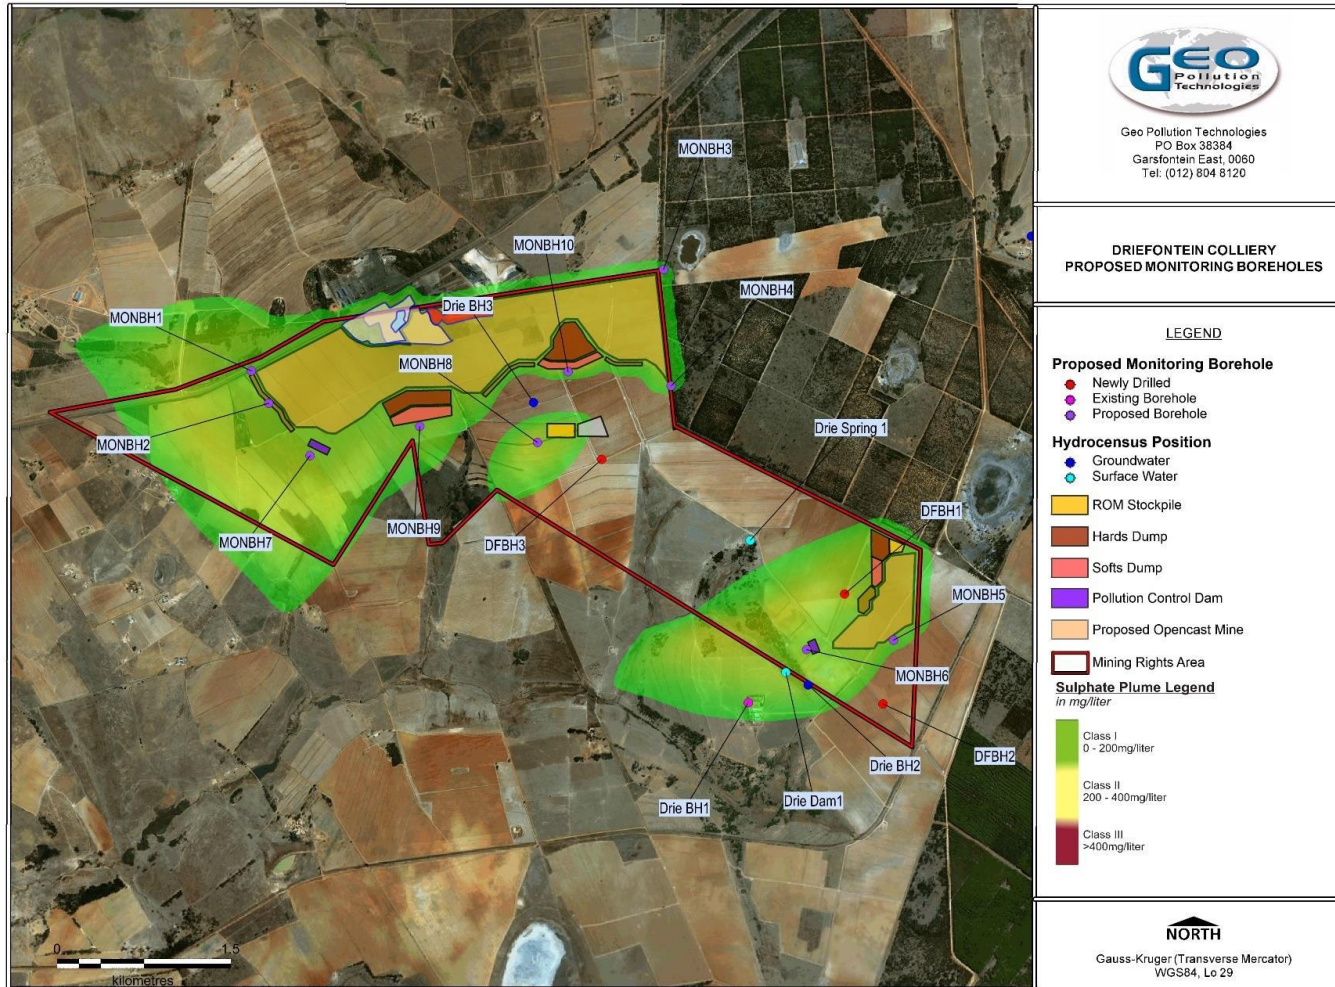 MONBH3
MONBH10
MONBH4
Drie BH3
MONBH1
MONBH8
Drie Spring 1
MONBH2
DFBH1
MONBH9
MONBH7
DFBH3
MONBH5
MONBH6
DFBH2
Drie BH2
Drie BH1
Drie Dam1
0
1.5
kilometres
GEO
Pollution
Technologies
Geo Pollution Technologies
PO Box 38384
Garsfontein East, 0060
Tel: (012) 804 8120
DRIEFONTEIN COLLIERY
PROPOSED MONITORING BOREHOLES
LEGEND
Proposed Monitoring Borehole
Newly Drilled
Existing Borehole
Proposed Borehole
Hydrocensus Position
Groundwater
Surface Water
ROM Stockpile
Hards Dump
Softs Dump
Pollution Control Dam
Proposed Opencast Mine
Mining Rights Area
Sulphate Plume Legend
in mg/liter
Class I
0 - 200mg/liter
Class II
200 - 400mg/liter
Class III
>400mg/liter
NORTH
Gauss-Kruger (Transverse Mercator)
WGS84, Lo 29